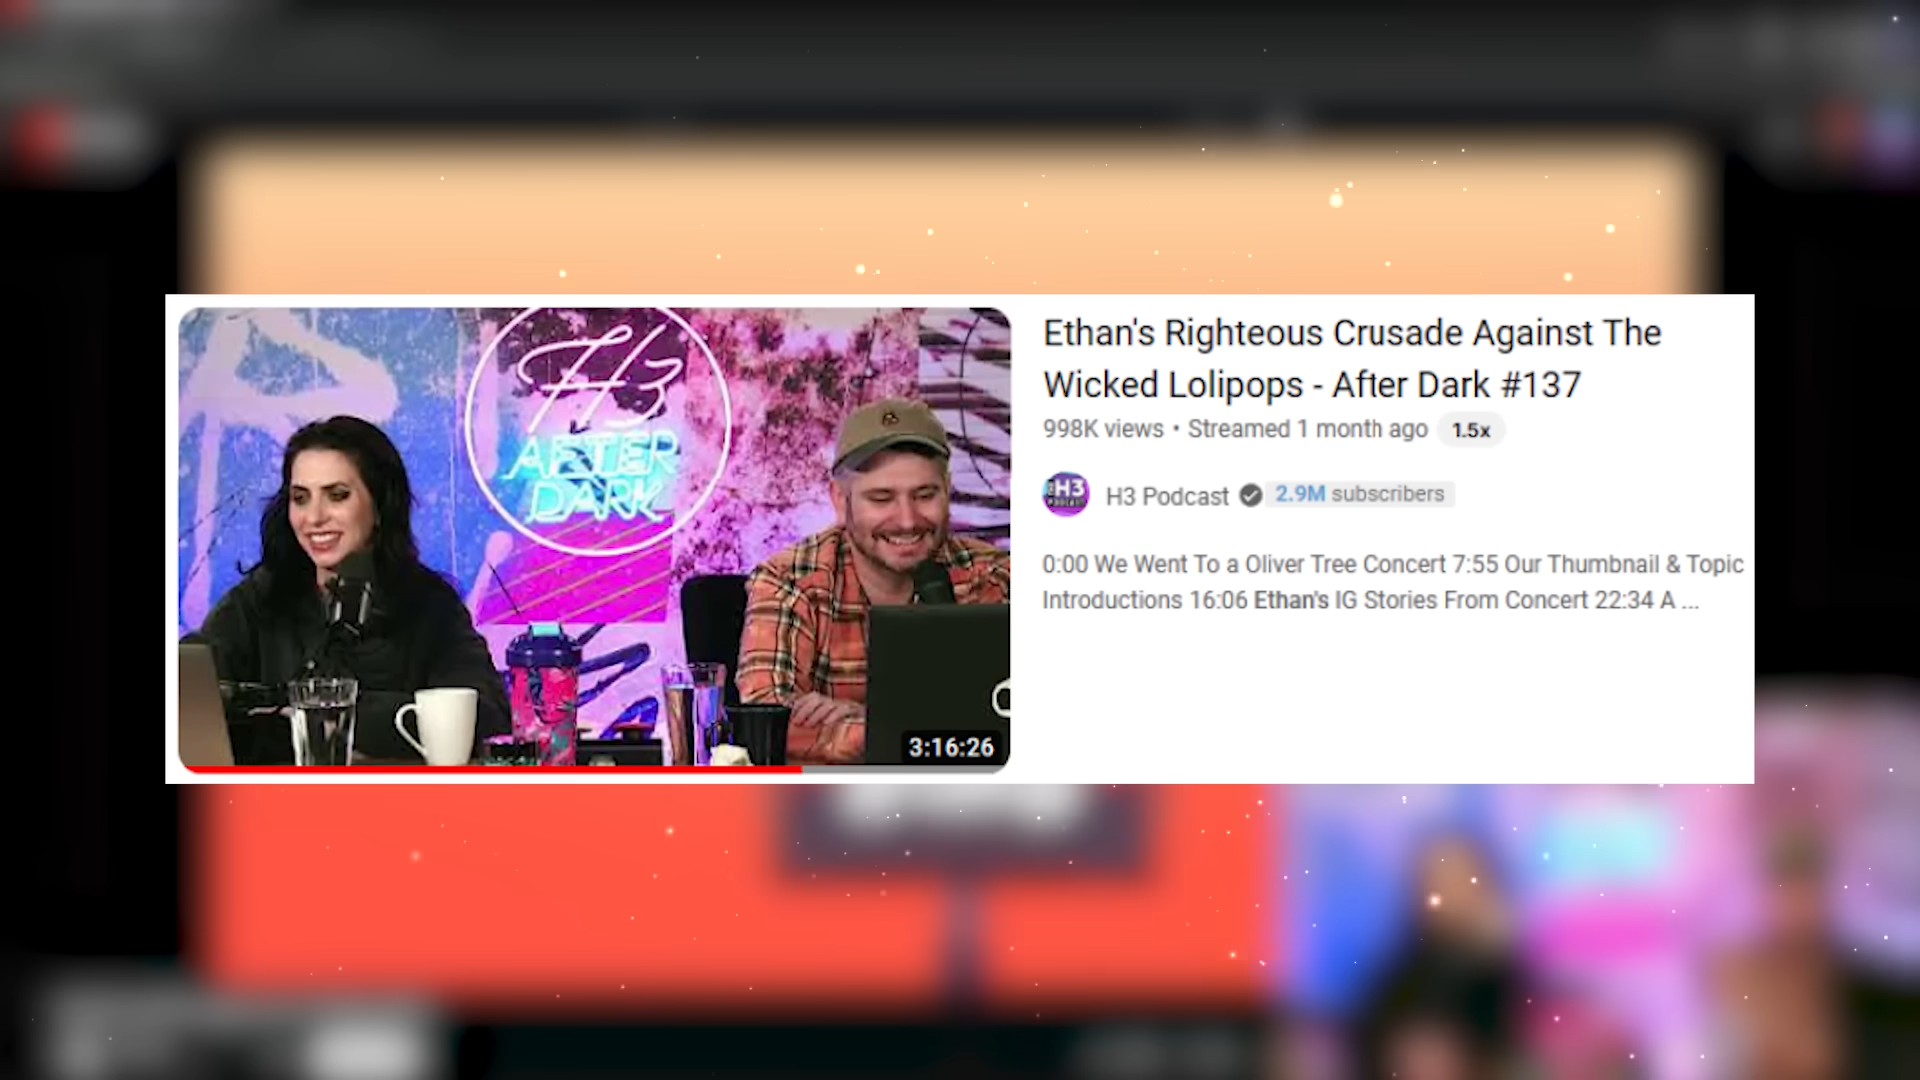 H3
AFTER
DARK
3:16:26
Ethan's Righteous Crusade Against The
Wicked Lolipops - After Dark #137
998K views • Streamed 1 month ago 1.5x
H3 Podcast 2.9M subscribers
0:00 We Went To a Oliver Tree Concert 7:55 Our Thumbnail & Topic
Introductions 16:06 Ethan's IG Stories From Concert 22:34 A ...